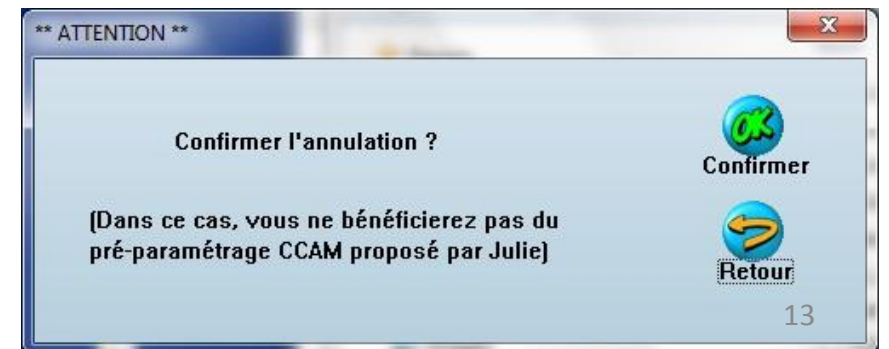 ** ATTENTION **
X
Confirmer l'annulation ?
OK
Confirmer
(Dans ce cas, vous ne bénéficierez pas du
pré-paramétrage CCAM proposé par Julie)
Retour
13